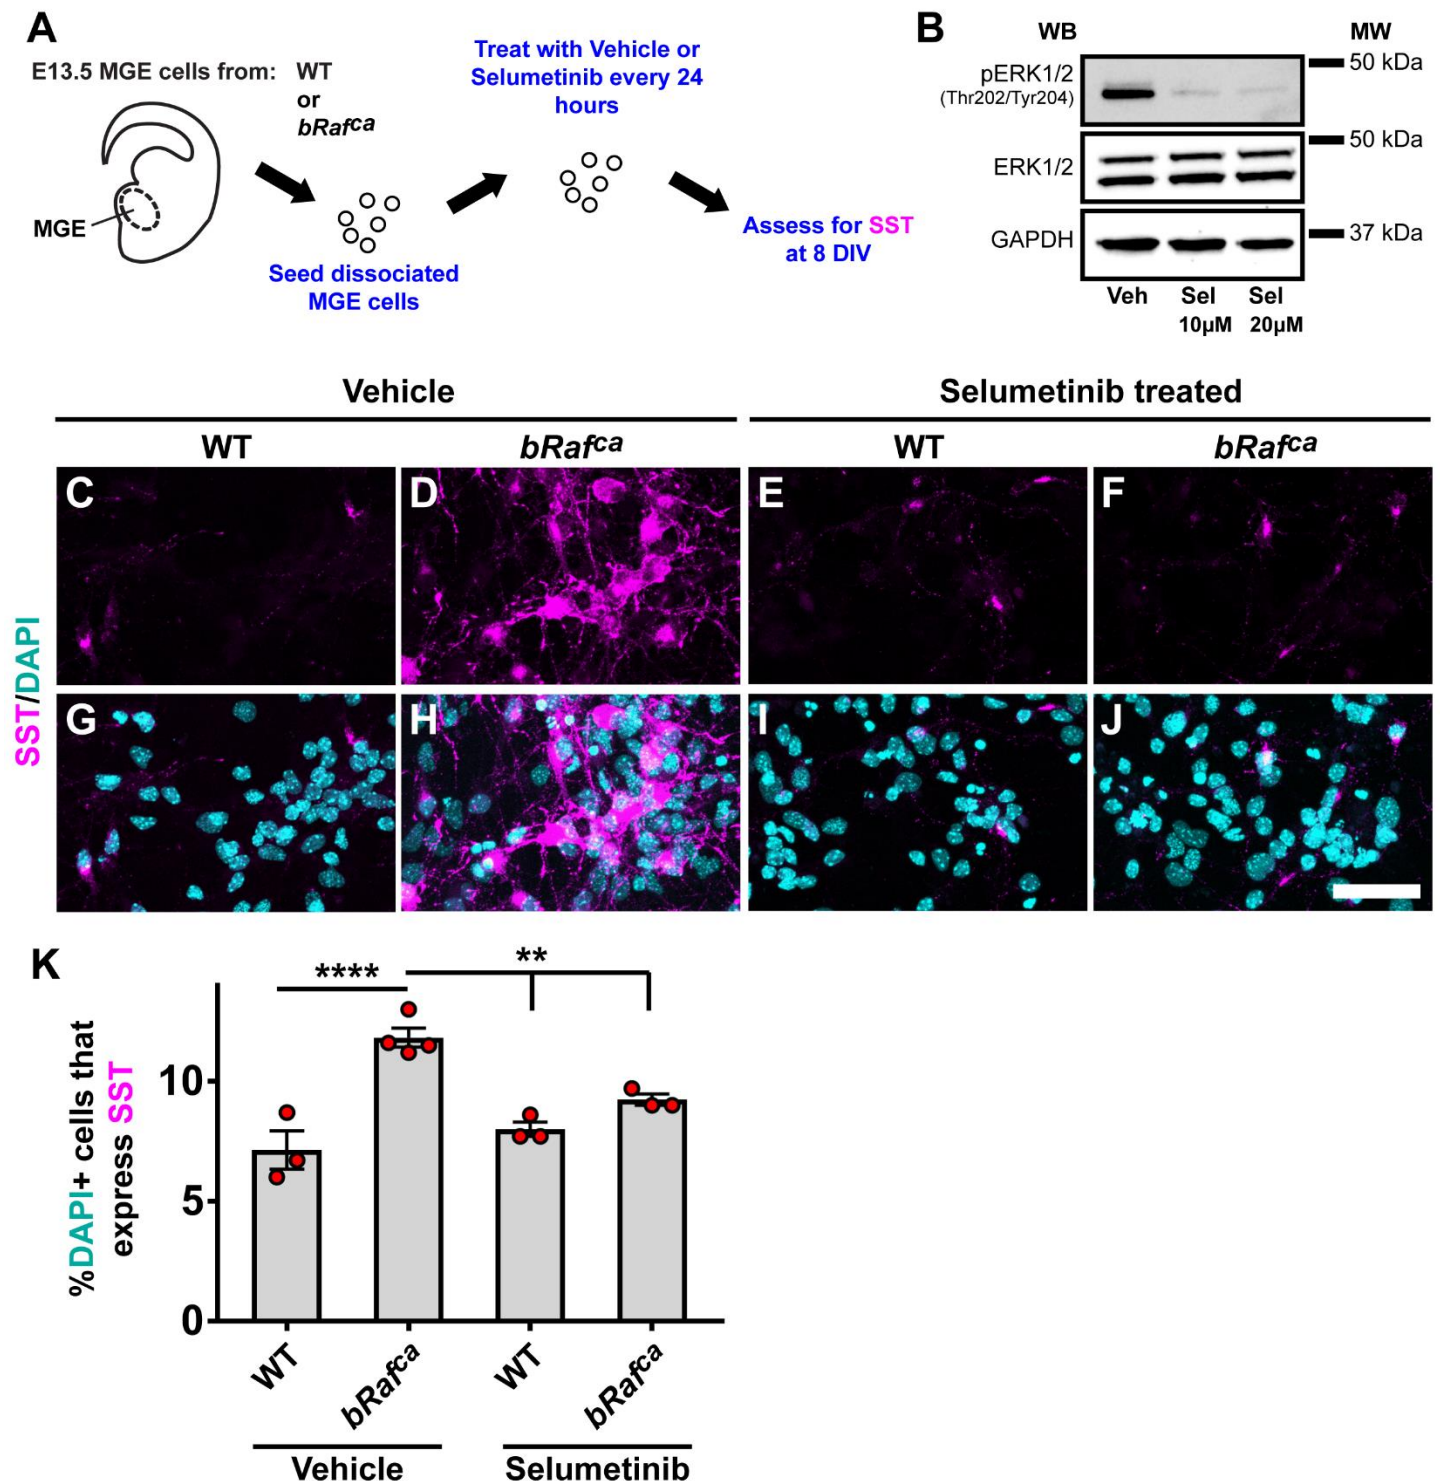 A
E13.5 MGE cells from: WT
or
bRafca
MGE
Seed dissociated
MGE cells
Treat with Vehicle or
Selumetinib every 24
hours
Assess for SST
at 8 DIV
B
WB
MW
pERK1/2
(Thr202/Tyr204)
50 kDa
ERK1/2
50 kDa
GAPDH
37 kDa
Veh Sel Sel
10µM 20µM
Vehicle
Selumetinib treated
WT
bRafca
WT
bRafca
SST/DAPI
C
D
E
F
G
H
I
J
K
%DAPI+ cells that
express SST
****
**
10
5
0
WT
bRafca
WT
bRafca
Vehicle
Selumetinib